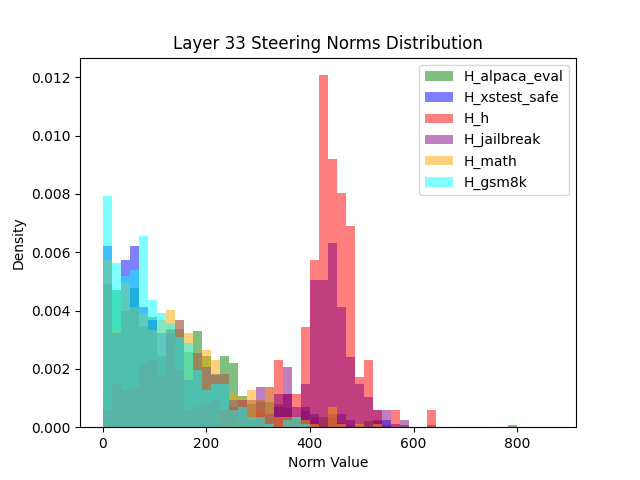 Layer 33 Steering Norms Distribution
H_alpaca_eval
H_xstest_safe
H_h
H_jailbreak
H_math
H_gsm8k
0.012
0.010
0.008
0.006
0.004
0.002
0.000
Density
0 200 400 600 800
Norm Value